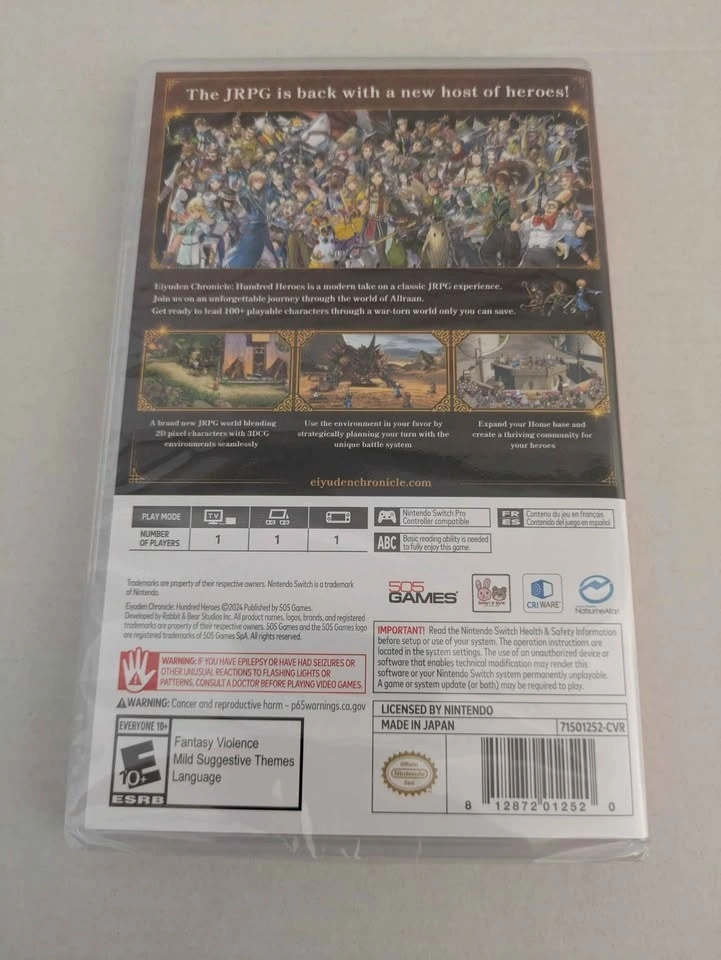 The JRPG is back with a new host of heroes!
Eiyuden Chronicle: Hundred Heroes is a modern take on a classic JRPG experience.
Join us on an unforgettable journey through the world of Allraan.
Get ready to lead 100+ playable characters through a war-torn world only you can save.
A brand new JRPG world blending
2D pixel characters with 3DCG
environments seamlessly
Use the environment in your favor by
strategically planning your turn with the
unique battle system
Expand your Home base and
create a thriving community for
your heroes
eiyudenchronicle.com
PLAY MODE
TV
NUMBER
OF PLAYERS
1
1
1
Nintendo Switch Pro
Controller compatible
FR
ES
Contenu du jeu en français.
Contenido del juego en español.
ABC
Basic reading ability is needed
to fully enjoy this game.
Trademarks are property of their respective owners. Nintendo Switch is a trademark
of Nintendo.
Eiyuden Chronicle: Hundred Heroes ©2024 Published by 505 Games.
Developed by Rabbit & Bear Studios Inc. All product names, logos, brands, and registered
trademarks are property of their respective owners. 505 Games and the 505 Games logo
are registered trademarks of 505 Games SpA. All rights reserved.
505
GAMES
CRIWARE
NatsumeAtari
WARNING: IF YOU HAVE EPILEPSY OR HAVE HAD SEIZURES OR
OTHER UNUSUAL REACTIONS TO FLASHING LIGHTS OR
PATTERNS, CONSULT A DOCTOR BEFORE PLAYING VIDEO GAMES.
IMPORTANT! Read the Nintendo Switch Health & Safety Information
before setup or use of your system. The operation instructions are
located in the system settings. The use of an unauthorized device or
software that enables technical modification may render this
software or your Nintendo Switch system permanently unplayable.
A game or system update (or both) may be required to play.
WARNING: Cancer and reproductive harm – p65warnings.ca.gov
EVERYONE 10+
E
10+
ESRB
Fantasy Violence
Mild Suggestive Themes
Language
LICENSED BY NINTENDO
MADE IN JAPAN
71501252-CVR
Official
Nintendo
Seal
8 12872 01252 0